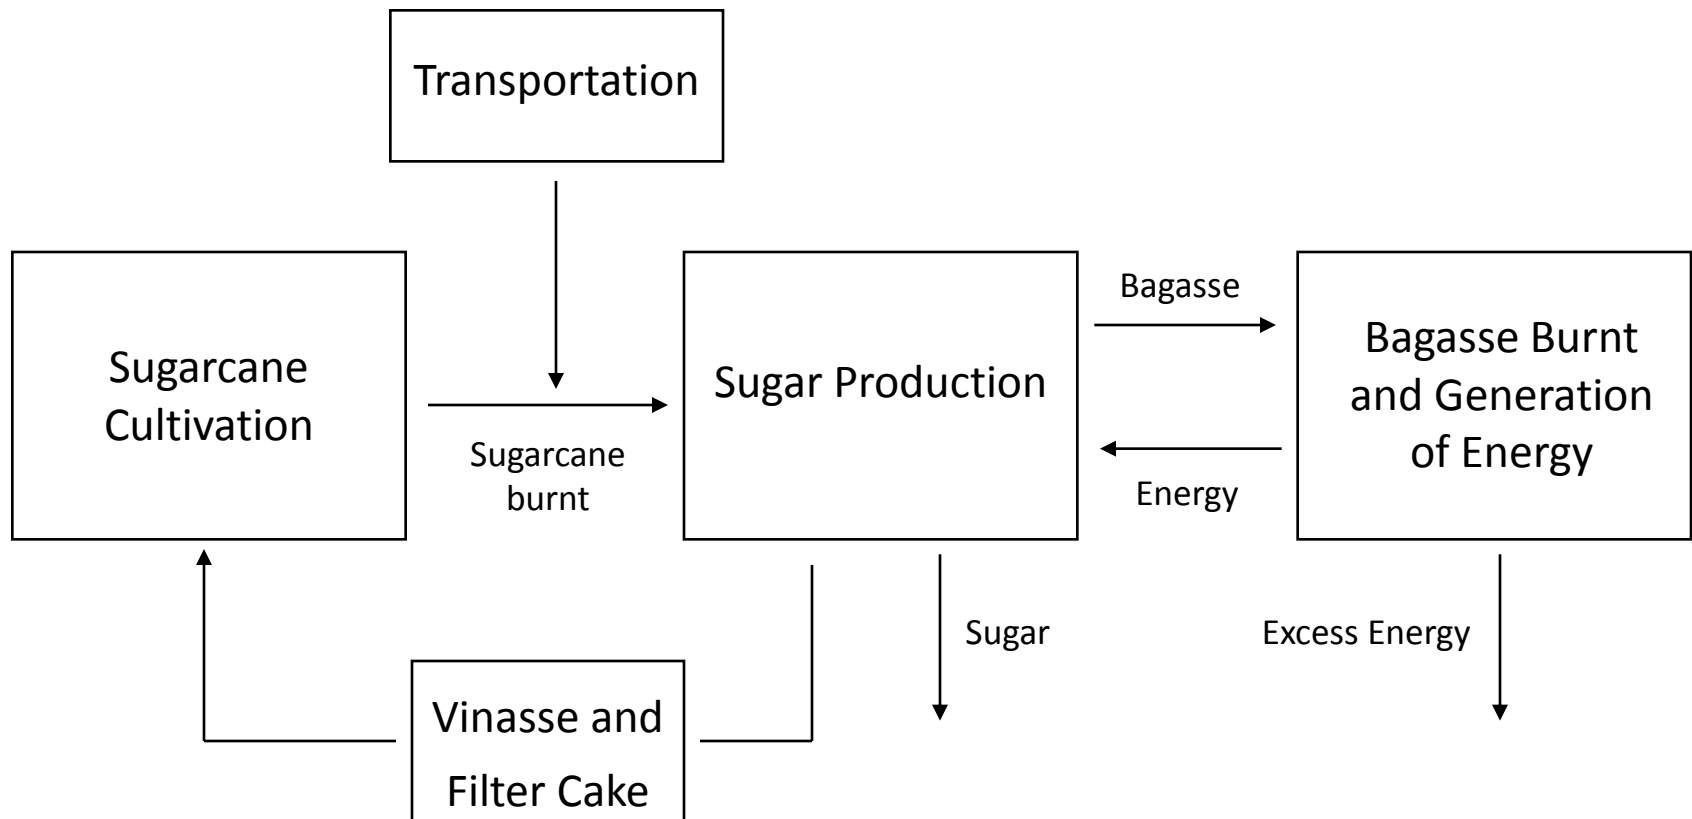 Transportation
Sugarcane
Cultivation
Sugarcane
burnt
Sugar Production
Bagasse
Energy
Bagasse Burnt
and Generation
of Energy
Sugar
Excess Energy
Vinasse and
Filter Cake